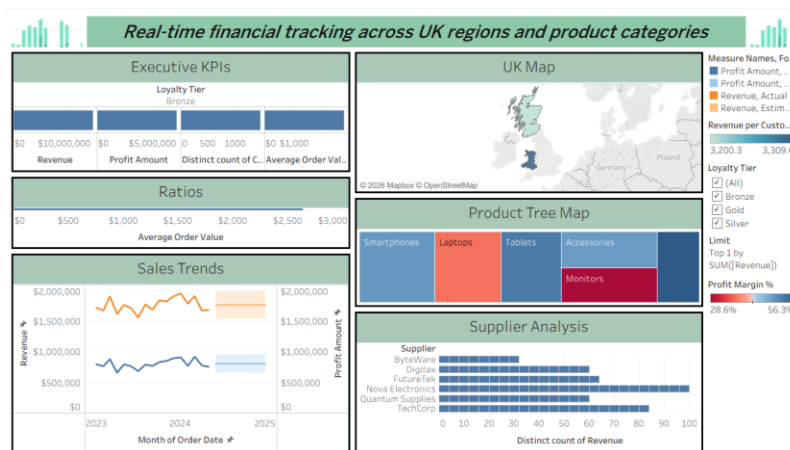 Real-time financial tracking across UK regions and product categories
Executive KPIs
Loyalty Tier
Bronze
$0 $10,000,000 $0 $5,000,000 0 500 1000 $0 $1,000
Revenue Profit Amount Distinct count of C.. Average Order Val..
Ratios
$0 $500 $1,000 $1,500 $2,000 $2,500 $3,000
Average Order Value
Sales Trends
$2,000,000 $2,000,000
$1,500,000 $1,500,000
$1,000,000 $1,000,000
$500,000 $500,000
$0 $0
Revenue
Profit Amount
2023 2024 2025
Month of Order Date
UK Map
Germany
Poland
© 2026 Mapbox © OpenStreetMap
Product Tree Map
Smartphones Laptops Tablets Accessories
Monitors
Supplier Analysis
Supplier
ByteWare
Digitex
FutureTek
Nova Electronics
Quantum Supplies
TechCorp
0 10 20 30 40 50 60 70 80 90 100
Distinct count of Revenue
Measure Names, Fo..
Profit Amount, ..
Profit Amount, ..
Revenue, Actual
Revenue, Estim..
Revenue per Custo..
3,200.3 3,309.6
Loyalty Tier
(All)
Bronze
Gold
Silver
Limit
Top 1 by
SUM([Revenue])
Profit Margin %
28.6% 56.3%